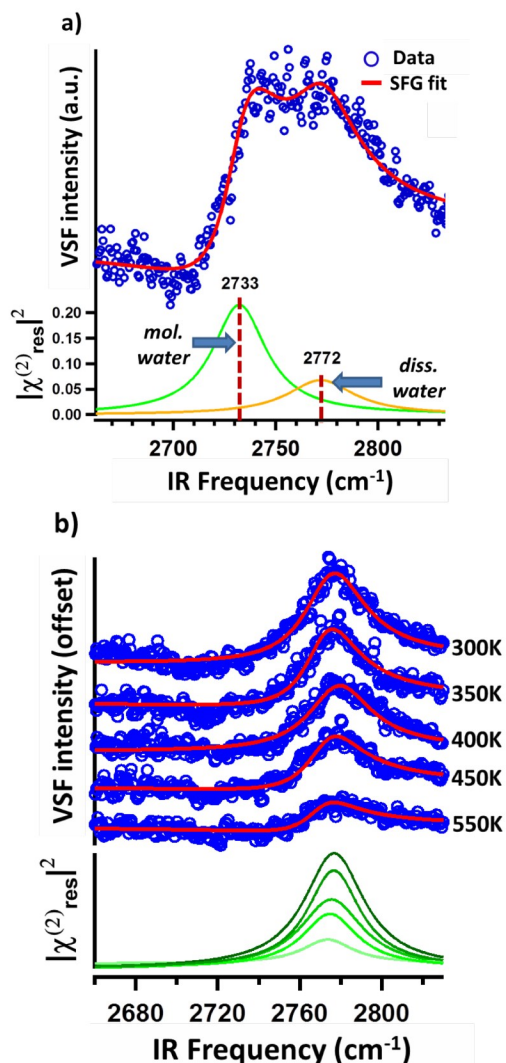 a)
Data
SFG fit
VSF intensity (a.u.)
2733
mol.
water
2772
diss.
water
|χ(2)res|2
0.20
0.15
0.10
0.05
0.00
2700 2750 2800
IR Frequency (cm-1)
b)
VSF intensity (offset)
300K
350K
400K
450K
550K
|χ(2)res|2
2680 2720 2760 2800
IR Frequency (cm-1)